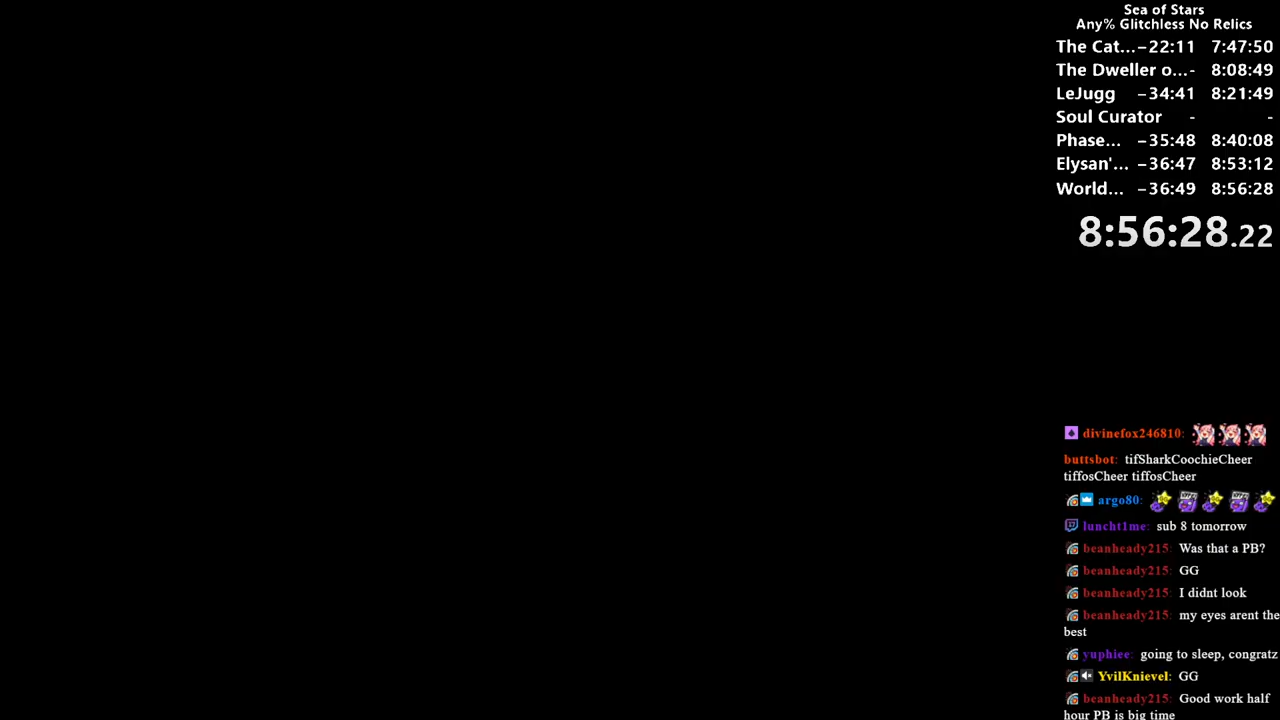 Sea of Stars
Any% Glitchless No Relics
The Cat... −22:11 7:47:50
The Dweller o... - 8:08:49
LeJugg −34:41 8:21:49
Soul Curator - -
Phase... −35:48 8:40:08
Elysan'... −36:47 8:53:12
World... −36:49 8:56:28
8:56:28.22
divinefox246810:
buttsbot: tifSharkCoochieCheer
tiffosCheer tiffosCheer
argo80:
luncht1me: sub 8 tomorrow
beanheady215: Was that a PB?
beanheady215: GG
beanheady215: I didnt look
beanheady215: my eyes arent the
best
yuphiee: going to sleep, congratz
YvilKnievel: GG
beanheady215: Good work half
hour PB is big time